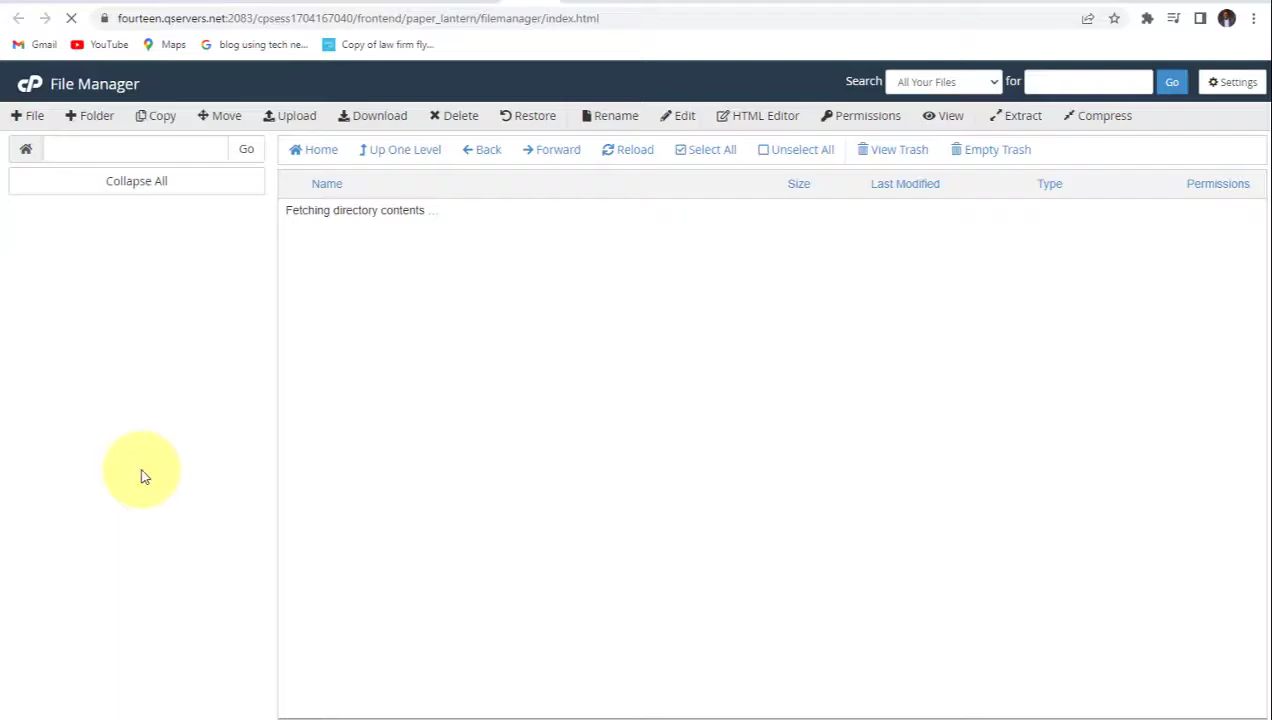 fourteen.qservers.net:2083/cpsess1704167040/frontend/paper_lantern/filemanager/index.html
Gmail YouTube Maps blog using tech ne... Copy of law firm fly...
cP File Manager Search All Your Files for Go Settings
File Folder Copy Move Upload Download Delete Restore Rename Edit HTML Editor Permissions View Extract Compress
Go Home Up One Level Back Forward Reload Select All Unselect All View Trash Empty Trash
Collapse All
Name Size Last Modified Type Permissions
Fetching directory contents ...